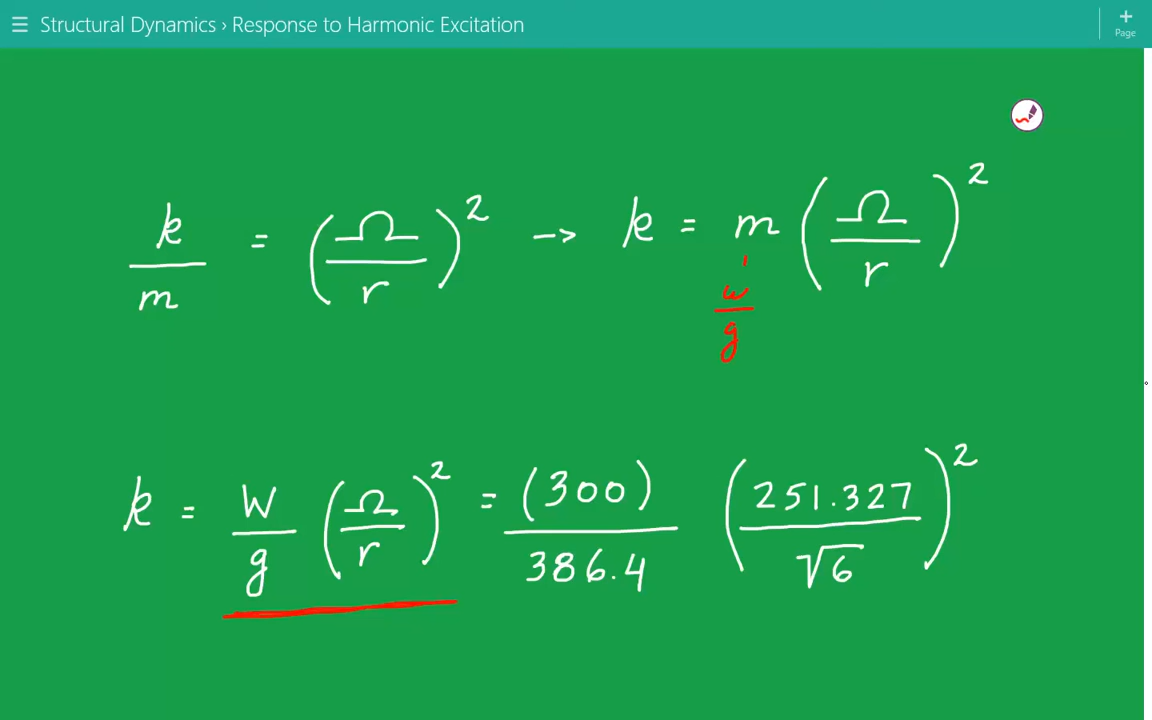 Structural Dynamics › Response to Harmonic Excitation
Page
k/m = (Ω/r)² → k = m (Ω/r)²
w/g
k = W/g (Ω/r)² = (300)/386.4 (251.327/√6)²